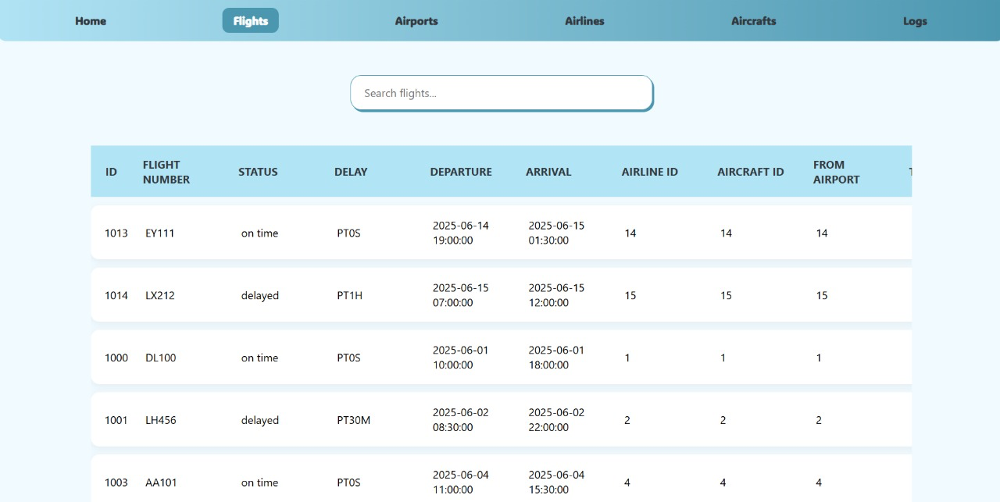 Home Flights Airports Airlines Aircrafts Logs
Search flights...
ID FLIGHT NUMBER STATUS DELAY DEPARTURE ARRIVAL AIRLINE ID AIRCRAFT ID FROM AIRPORT
1013 EY111 on time PT0S 2025-06-14 19:00:00 2025-06-15 01:30:00 14 14 14
1014 LX212 delayed PT1H 2025-06-15 07:00:00 2025-06-15 12:00:00 15 15 15
1000 DL100 on time PT0S 2025-06-01 10:00:00 2025-06-01 18:00:00 1 1 1
1001 LH456 delayed PT30M 2025-06-02 08:30:00 2025-06-02 22:00:00 2 2 2
1003 AA101 on time PT0S 2025-06-04 11:00:00 2025-06-04 15:30:00 4 4 4